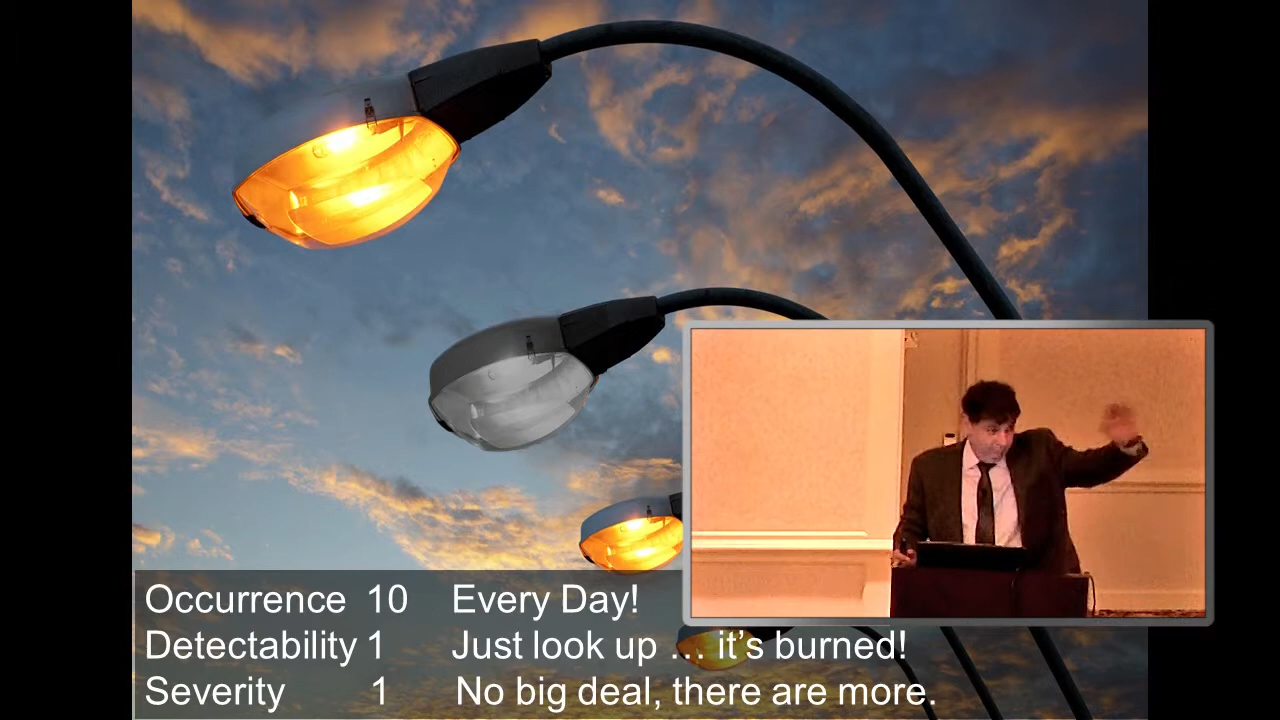 Occurrence 10 Every Day!
Detectability 1 Just look up … it’s burned!
Severity 1 No big deal, there are more.